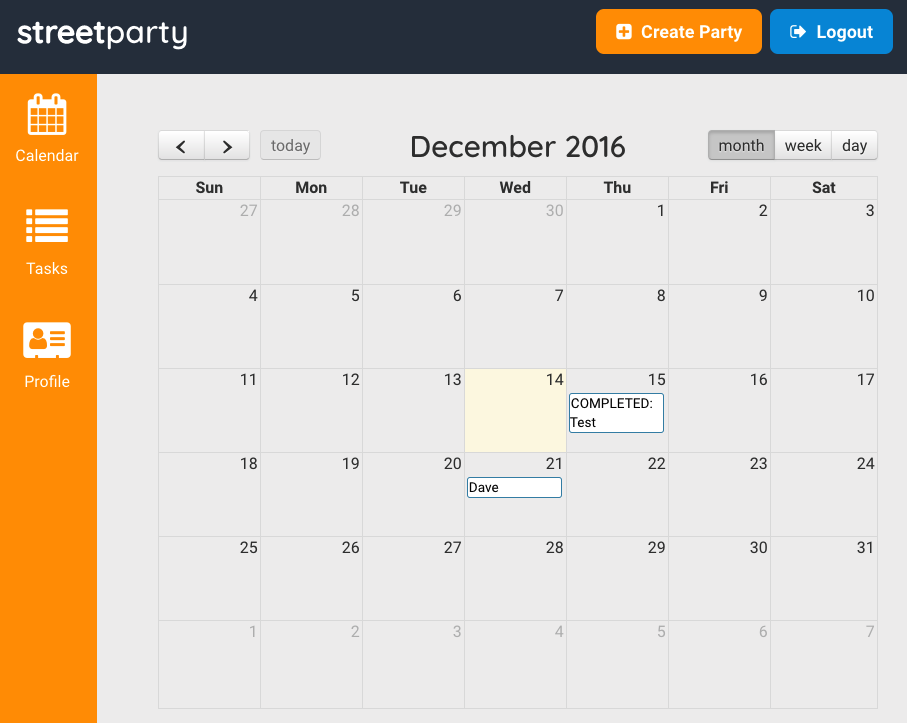 streetparty
Create Party
Logout
Calendar
Tasks
Profile
today
December 2016
month week day
Sun Mon Tue Wed Thu Fri Sat
27 28 29 30 1 2 3
4 5 6 7 8 9 10
11 12 13 14 15 16 17
COMPLETED:
Test
18 19 20 21 22 23 24
Dave
25 26 27 28 29 30 31
1 2 3 4 5 6 7